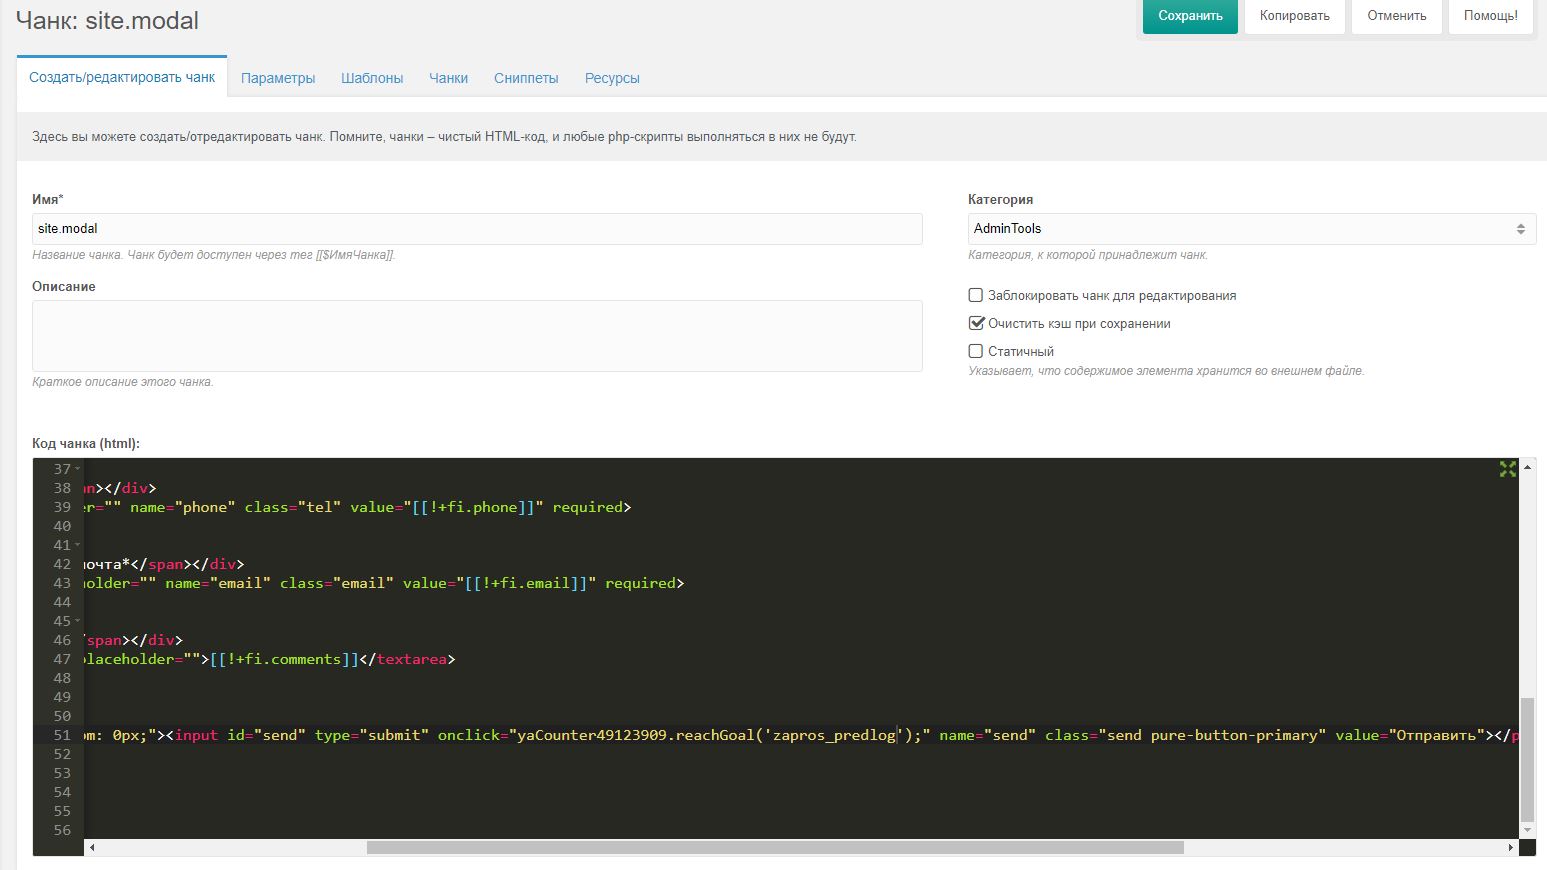 Чанк: site.modal
Сохранить Копировать Отменить Помощь!
Создать/редактировать чанк Параметры Шаблоны Чанки Сниппеты Ресурсы
Здесь вы можете создать/отредактировать чанк. Помните, чанки – чистый HTML-код, и любые php-скрипты выполняться в них не будут.
Имя*
site.modal
Название чанка. Чанк будет доступен через тег [[$ИмяЧанка]].
Описание
Краткое описание этого чанка.
Категория
AdminTools
Категория, к которой принадлежит чанк.
Заблокировать чанк для редактирования
Очистить кэш при сохранении
Статичный
Указывает, что содержимое элемента хранится во внешнем файле.
Код чанка (html):
37
38 an></div>
39 er="" name="phone" class="tel" value="[[!+fi.phone]]" required>
40
41
42 почта*</span></div>
43 holder="" name="email" class="email" value="[[!+fi.email]]" required>
44
45
46 /span></div>
47 placeholder="">[[!+fi.comments]]</textarea>
48
49
50
51 om: 0px;"><input id="send" type="submit" onclick="yaCounter49123909.reachGoal('zapros_predlog');" name="send" class="send pure-button-primary" value="Отправить"></p
52
53
54
55
56